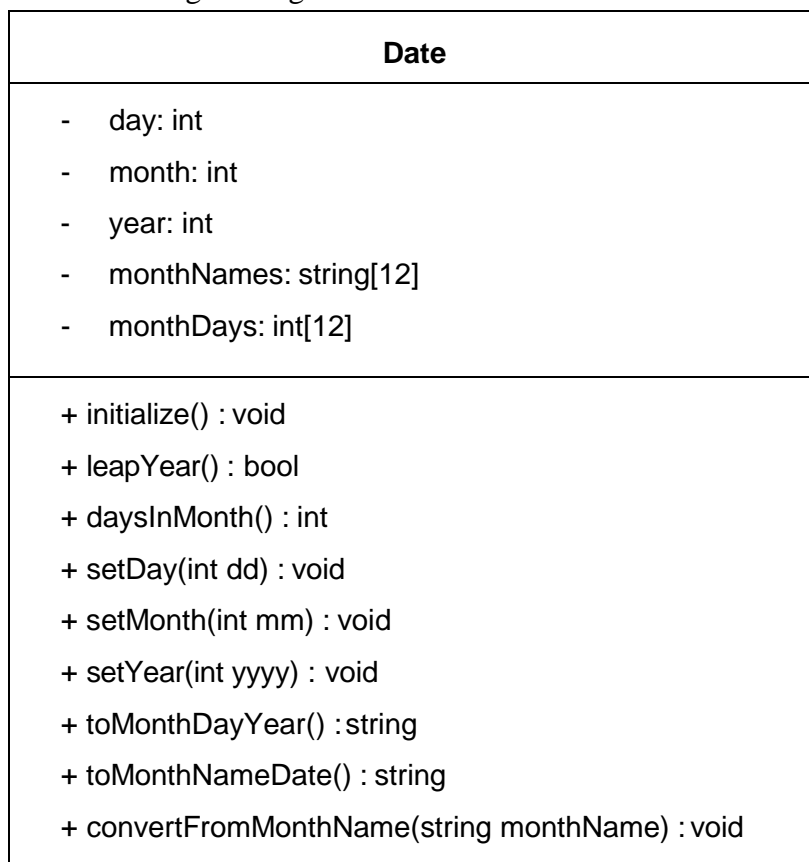 Date
- day: int
- month: int
- year: int
- monthNames: string[12]
- monthDays: int[12]
+ initialize() : void
+ leapYear() : bool
+ daysInMonth() : int
+ setDay(int dd) : void
+ setMonth(int mm) : void
+ setYear(int yyyy) : void
+ toMonthDayYear() : string
+ toMonthNameDate() : string
+ convertFromMonthName(string monthName) : void